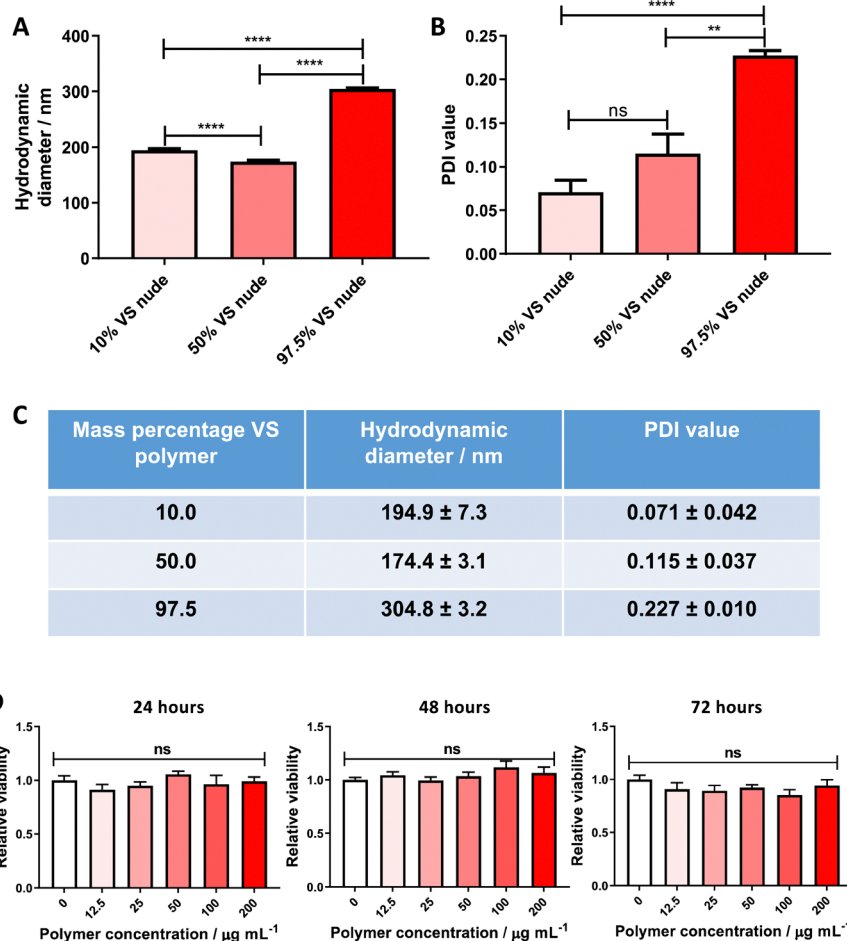 A
Hydrodynamic
diameter / nm
400
300
200
100
0
****
****
****
10% VS nude
50% VS nude
97.5% VS nude
B
PDI value
0.25
0.20
0.15
0.10
0.05
0.00
****
**
ns
10% VS nude
50% VS nude
97.5% VS nude
C
Mass percentage VS
polymer
Hydrodynamic
diameter / nm
PDI value
10.0
194.9 ± 7.3
0.071 ± 0.042
50.0
174.4 ± 3.1
0.115 ± 0.037
97.5
304.8 ± 3.2
0.227 ± 0.010
24 hours
Relative viability
1.5
1.0
0.5
0.0
ns
0
12.5
25
50
100
200
Polymer concentration / μg mL⁻¹
48 hours
Relative viability
1.5
1.0
0.5
0.0
ns
0
12.5
25
50
100
200
Polymer concentration / μg mL⁻¹
72 hours
Relative viability
1.5
1.0
0.5
0.0
ns
0
12.5
25
50
100
200
Polymer concentration / μg mL⁻¹